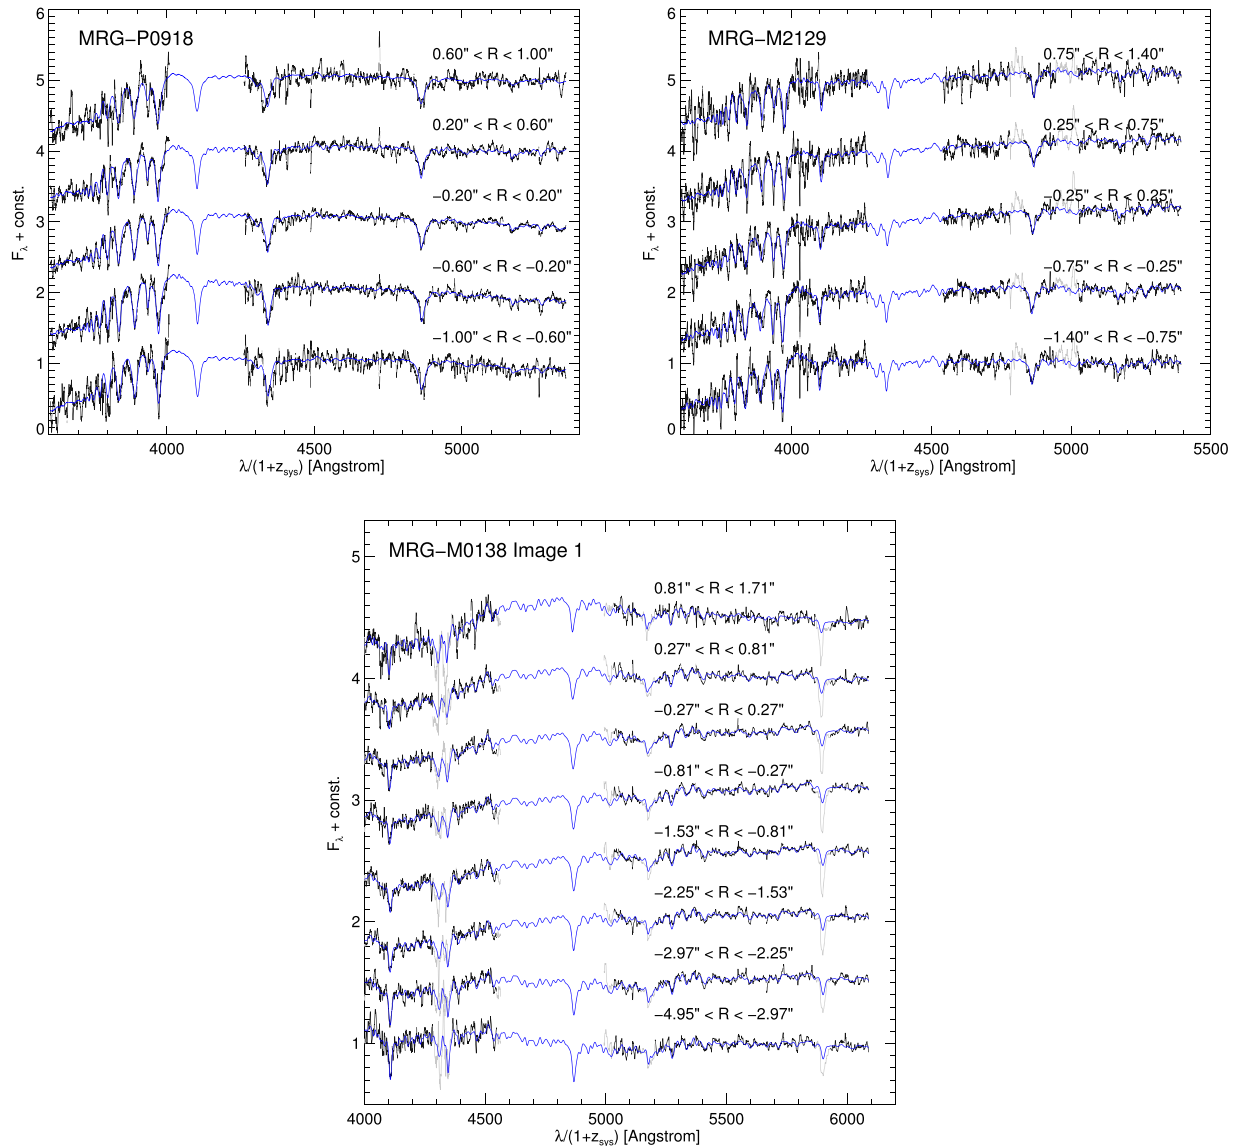 MRG−P0918
6
5
4
3
2
1
0
F_λ + const.
0.60" < R < 1.00"
0.20" < R < 0.60"
−0.20" < R < 0.20"
−0.60" < R < −0.20"
−1.00" < R < −0.60"
4000 4500 5000
λ/(1+z_sys) [Angstrom]
MRG−M2129
6
5
4
3
2
1
0
F_λ + const.
0.75" < R < 1.40"
0.25" < R < 0.75"
−0.25" < R < 0.25"
−0.75" < R < −0.25"
−1.40" < R < −0.75"
4000 4500 5000 5500
λ/(1+z_sys) [Angstrom]
MRG−M0138 Image 1
5
4
3
2
1
F_λ + const.
0.81" < R < 1.71"
0.27" < R < 0.81"
−0.27" < R < 0.27"
−0.81" < R < −0.27"
−1.53" < R < −0.81"
−2.25" < R < −1.53"
−2.97" < R < −2.25"
−4.95" < R < −2.97"
4000 4500 5000 5500 6000
λ/(1+z_sys) [Angstrom]